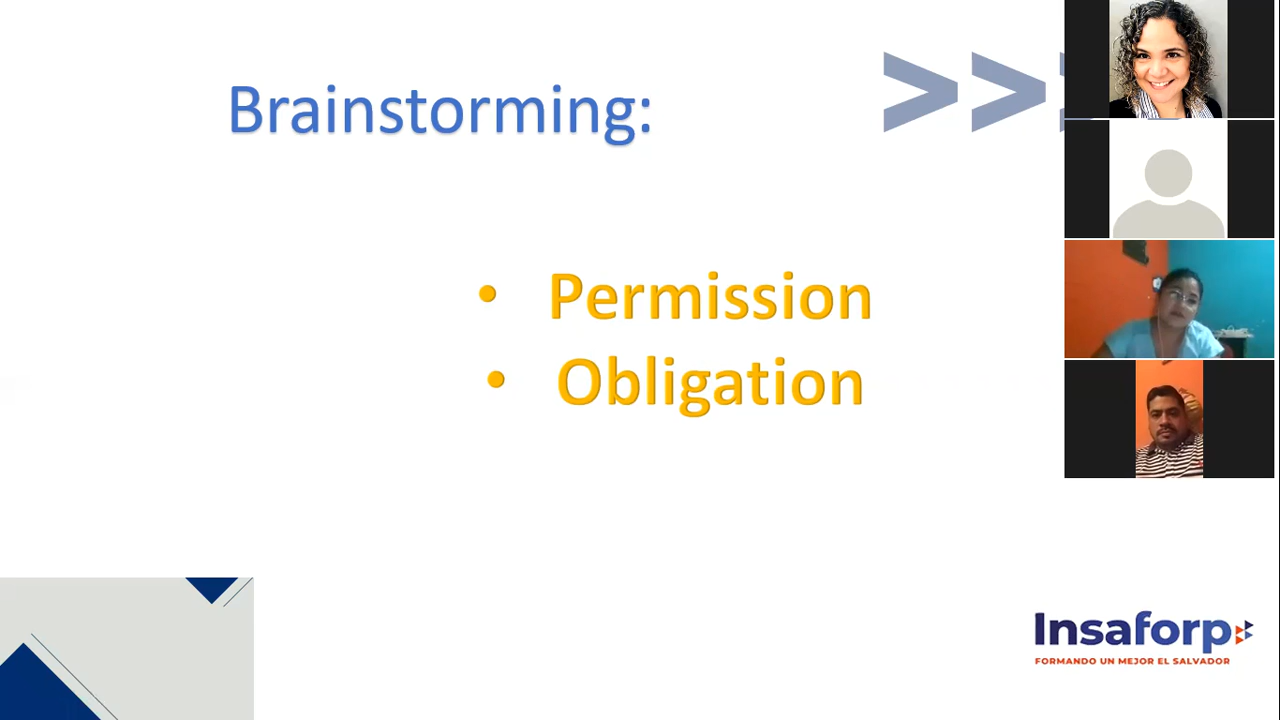 Brainstorming:
>>
• Permission
• Obligation
Insaforp
FORMANDO UN MEJOR EL SALVADOR